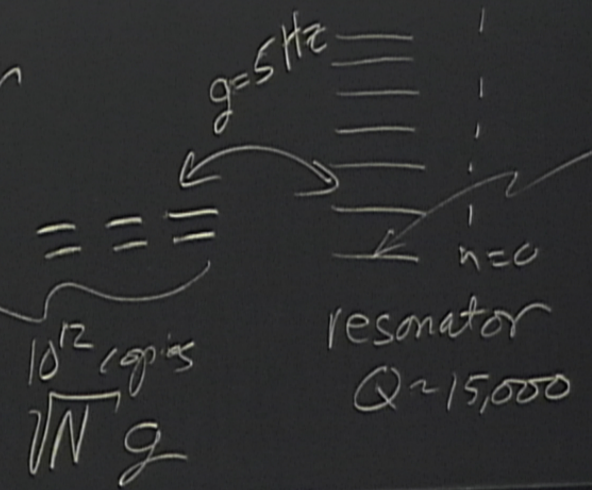 g=5Hz
n=0
resonator
Q~15,000
10^12 copies
√N g